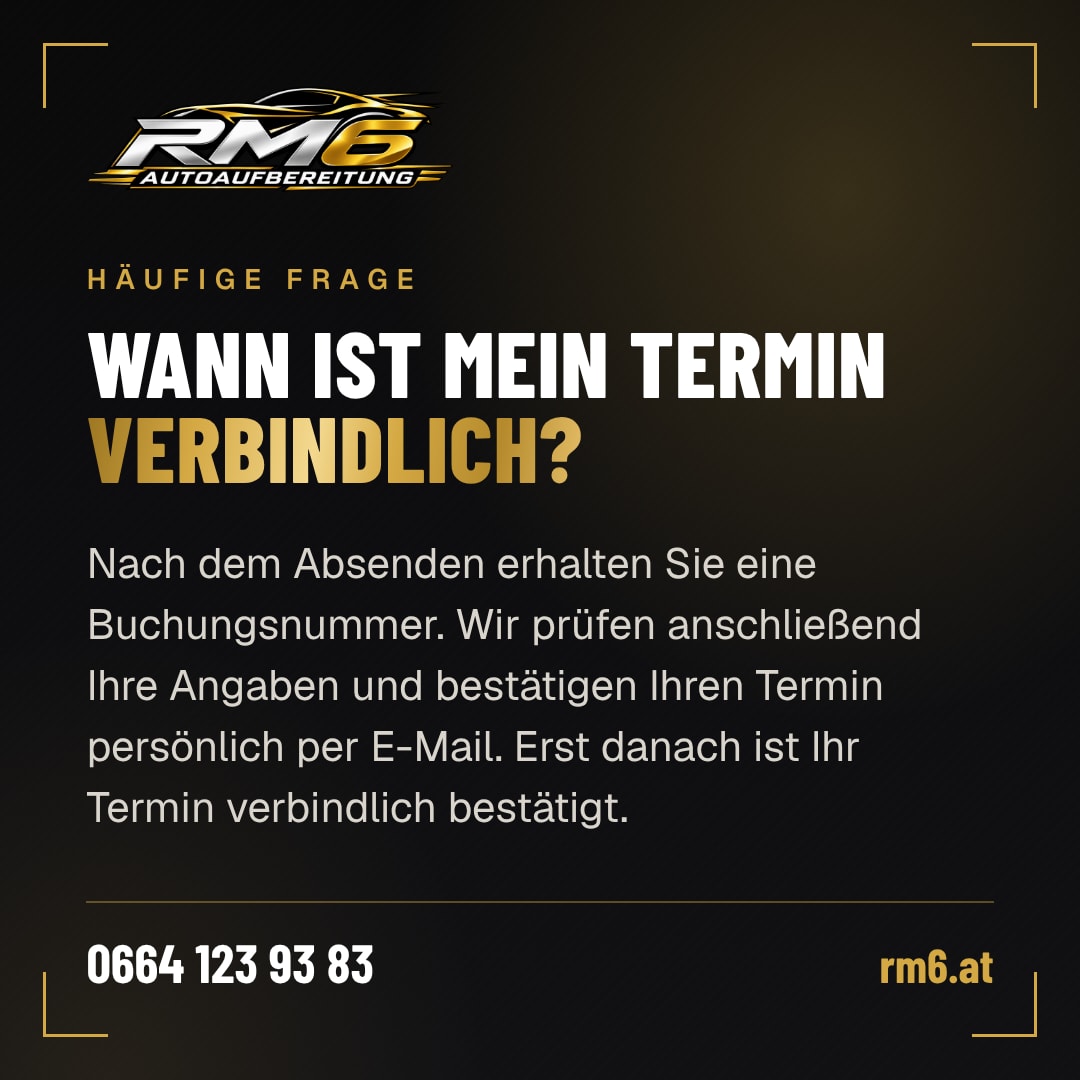 RM6
AUTOAUFBEREITUNG
HÄUFIGE FRAGE
WANN IST MEIN TERMIN
VERBINDLICH?
Nach dem Absenden erhalten Sie eine
Buchungsnummer. Wir prüfen anschließend
Ihre Angaben und bestätigen Ihren Termin
persönlich per E-Mail. Erst danach ist Ihr
Termin verbindlich bestätigt.
0664 123 93 83
rm6.at